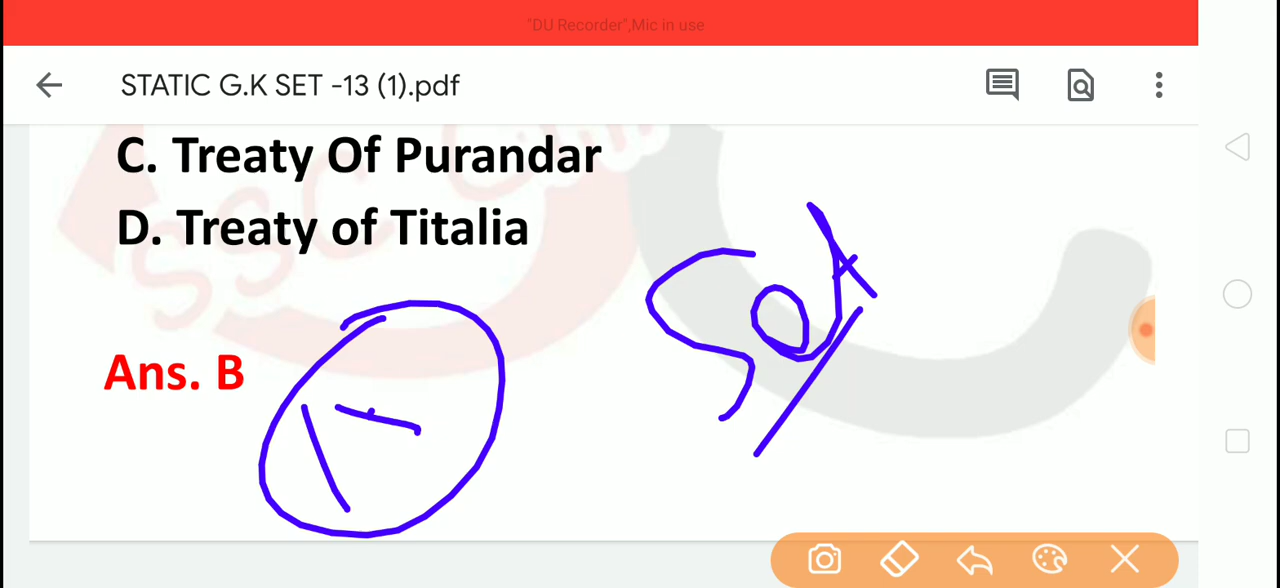 "DU Recorder",Mic in use
STATIC G.K SET -13 (1).pdf
C. Treaty Of Purandar
D. Treaty of Titalia
Ans. B